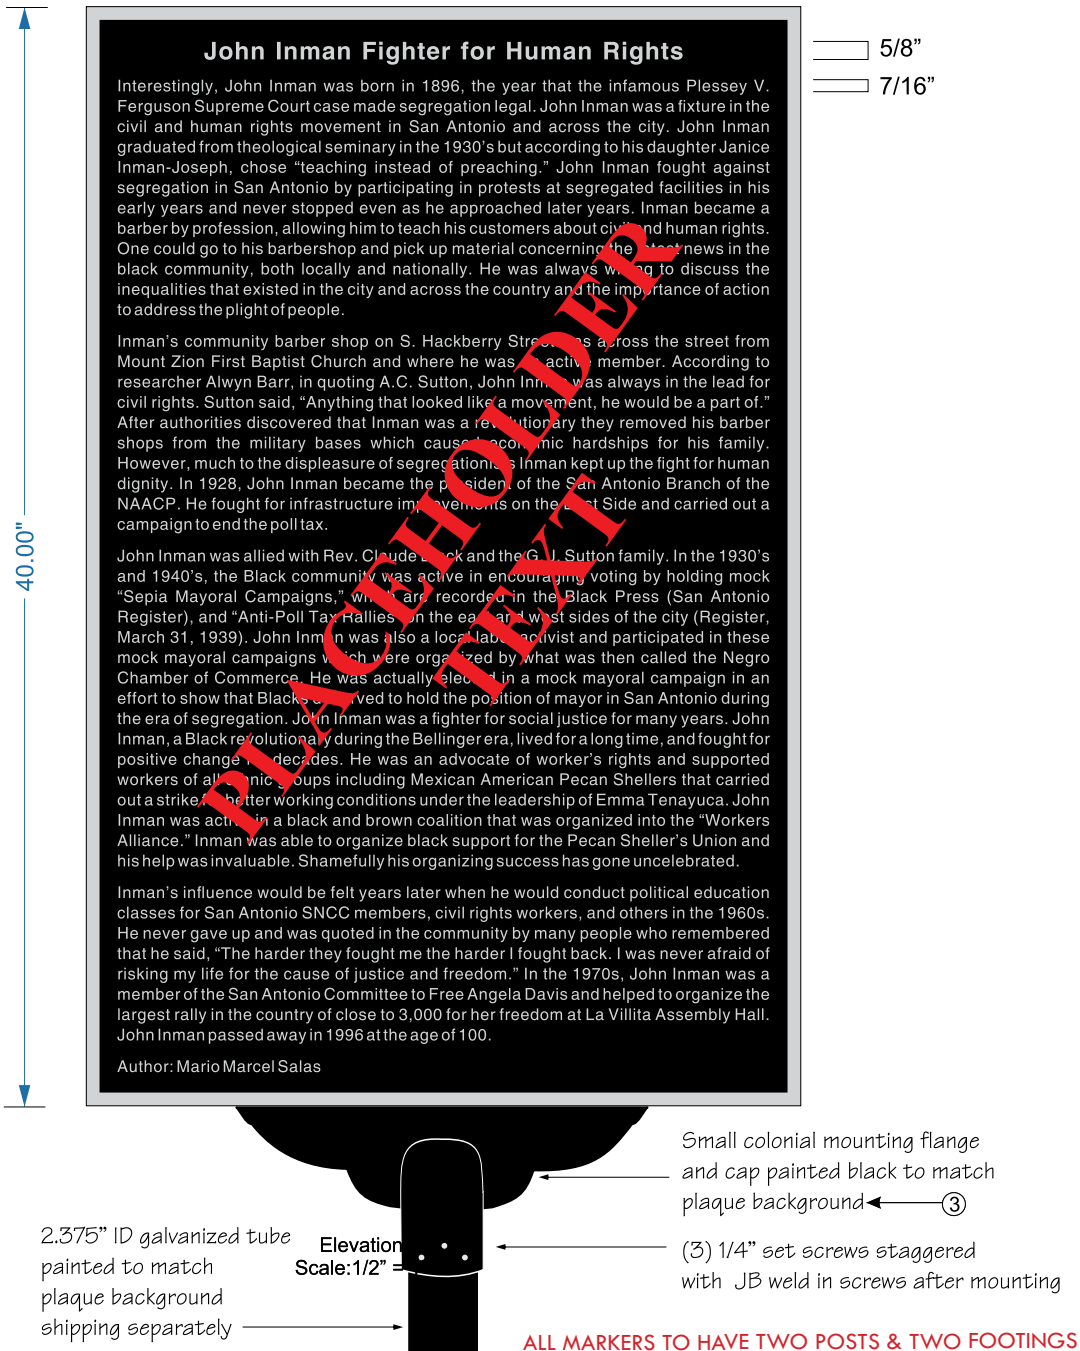 John Inman Fighter for Human Rights
Interestingly, John Inman was born in 1896, the year that the infamous Plessey V.
Ferguson Supreme Court case made segregation legal. John Inman was a fixture in the
civil and human rights movement in San Antonio and across the city. John Inman
graduated from theological seminary in the 1930’s but according to his daughter Janice
Inman-Joseph, chose “teaching instead of preaching.” John Inman fought against
segregation in San Antonio by participating in protests at segregated facilities in his
early years and never stopped even as he approached later years. Inman became a
barber by profession, allowing him to teach his customers about civil and human rights.
One could go to his barbershop and pick up material concerning the latest news in the
black community, both locally and nationally. He was always willing to discuss the
inequalities that existed in the city and across the country and the importance of action
to address the plight of people.
Inman’s community barber shop on S. Hackberry Street was across the street from
Mount Zion First Baptist Church and where he was an active member. According to
researcher Alwyn Barr, in quoting A.C. Sutton, John Inman was always in the lead for
civil rights. Sutton said, “Anything that looked like a movement, he would be a part of.”
After authorities discovered that Inman was a revolutionary they removed his barber
shops from the military bases which caused economic hardships for his family.
However, much to the displeasure of segregationists Inman kept up the fight for human
dignity. In 1928, John Inman became the president of the San Antonio Branch of the
NAACP. He fought for infrastructure improvements on the East Side and carried out a
campaign to end the poll tax.
John Inman was allied with Rev. Claude Black and the G. J. Sutton family. In the 1930’s
and 1940’s, the Black community was active in encouraging voting by holding mock
“Sepia Mayoral Campaigns,” which are recorded in the Black Press (San Antonio
Register), and “Anti-Poll Tax Rallies” on the east and west sides of the city (Register,
March 31, 1939). John Inman was also a local labor activist and participated in these
mock mayoral campaigns which were organized by what was then called the Negro
Chamber of Commerce. He was actually elected in a mock mayoral campaign in an
effort to show that Blacks deserved to hold the position of mayor in San Antonio during
the era of segregation. John Inman was a fighter for social justice for many years. John
Inman, a Black revolutionary during the Bellinger era, lived for a long time, and fought for
positive change for decades. He was an advocate of worker’s rights and supported
workers of all ethnic groups including Mexican American Pecan Shellers that carried
out a strike for better working conditions under the leadership of Emma Tenayuca. John
Inman was active in a black and brown coalition that was organized into the “Workers
Alliance.” Inman was able to organize black support for the Pecan Sheller’s Union and
his help was invaluable. Shamefully his organizing success has gone uncelebrated.
Inman’s influence would be felt years later when he would conduct political education
classes for San Antonio SNCC members, civil rights workers, and others in the 1960s.
He never gave up and was quoted in the community by many people who remembered
that he said, “The harder they fought me the harder I fought back. I was never afraid of
risking my life for the cause of justice and freedom.” In the 1970s, John Inman was a
member of the San Antonio Committee to Free Angela Davis and helped to organize the
largest rally in the country of close to 3,000 for her freedom at La Villita Assembly Hall.
John Inman passed away in 1996 at the age of 100.
Author: Mario Marcel Salas
PLACEHOLDER
TEXT
5/8”
7/16”
40.00"
Small colonial mounting flange
and cap painted black to match
plaque background
3
(3) 1/4” set screws staggered
with JB weld in screws after mounting
2.375” ID galvanized tube
painted to match
plaque background
shipping separately
Elevation
Scale:1/2” =
ALL MARKERS TO HAVE TWO POSTS & TWO FOOTINGS